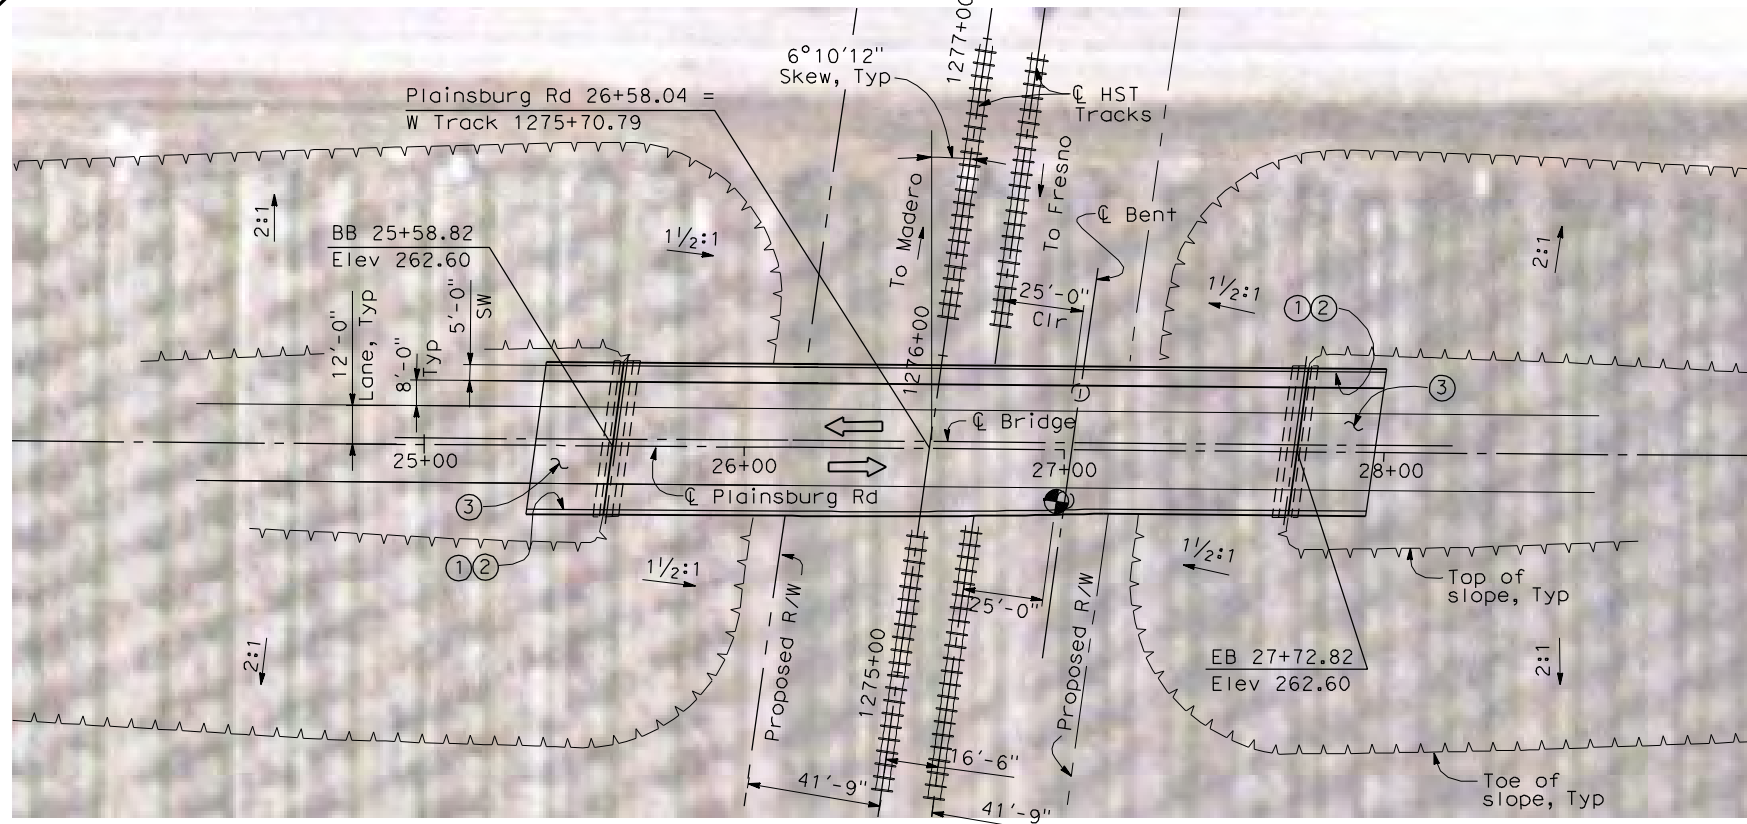 1277+00
6°10'12"
Skew, Typ
℄ HST
Tracks
Plainsburg Rd 26+58.04 =
W Track 1275+70.79
To Madero
To Fresno
℄ Bent
2:1
BB 25+58.82
Elev 262.60
1½:1
2:1
1½:1
25'-0"
Clr
① ②
12'-0"
Lane, Typ
8'-0"
Typ
5'-0"
SW
1276+00
③
℄ Bridge
25+00
26+00
27+00
28+00
③
℄ Plainsburg Rd
① ②
1½:1
1½:1
Proposed R/W
25'-0"
Proposed R/W
Top of
slope, Typ
2:1
1275+00
EB 27+72.82
Elev 262.60
2:1
16'-6"
41'-9"
41'-9"
Toe of
slope, Typ